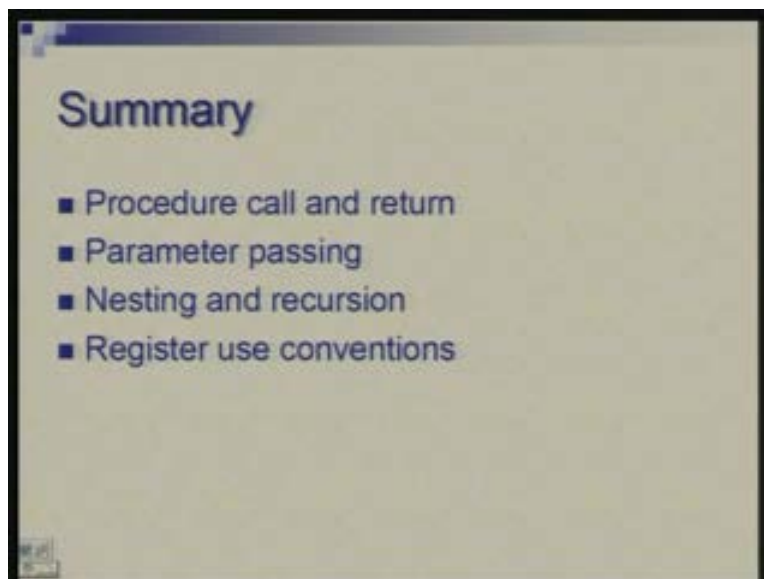 Summary
Procedure call and return
Parameter passing
Nesting and recursion
Register use conventions